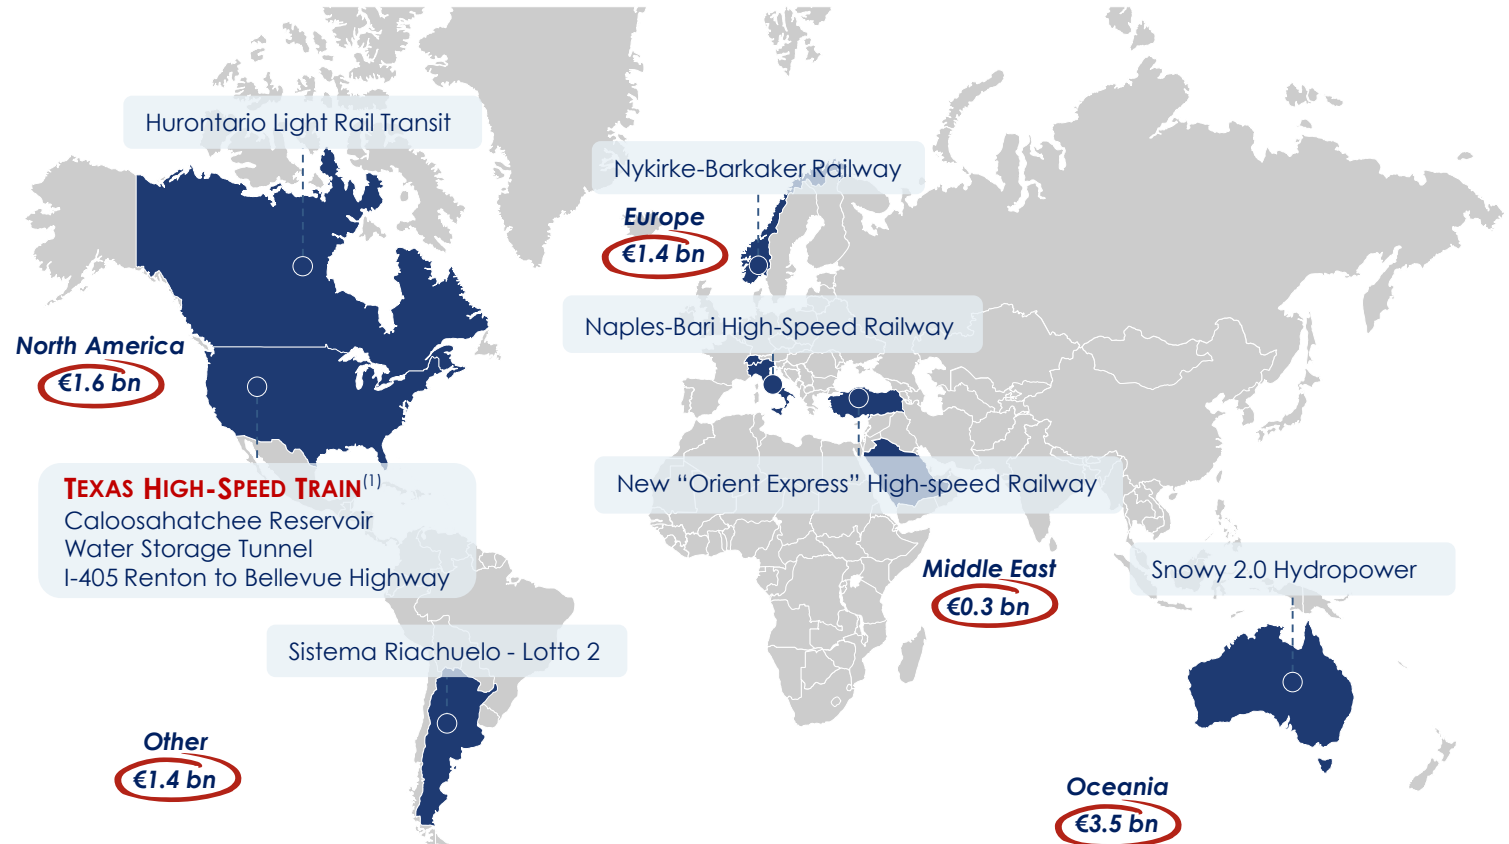 Hurontario Light Rail Transit
Nykirke-Barkaker Railway
Europe
€1.4 bn
Naples-Bari High-Speed Railway
North America
€1.6 bn
TEXAS HIGH-SPEED TRAIN(1)
Caloosahatchee Reservoir
Water Storage Tunnel
I-405 Renton to Bellevue Highway
New “Orient Express” High-speed Railway
Middle East
€0.3 bn
Snowy 2.0 Hydropower
Sistema Riachuelo - Lotto 2
Other
€1.4 bn
Oceania
€3.5 bn